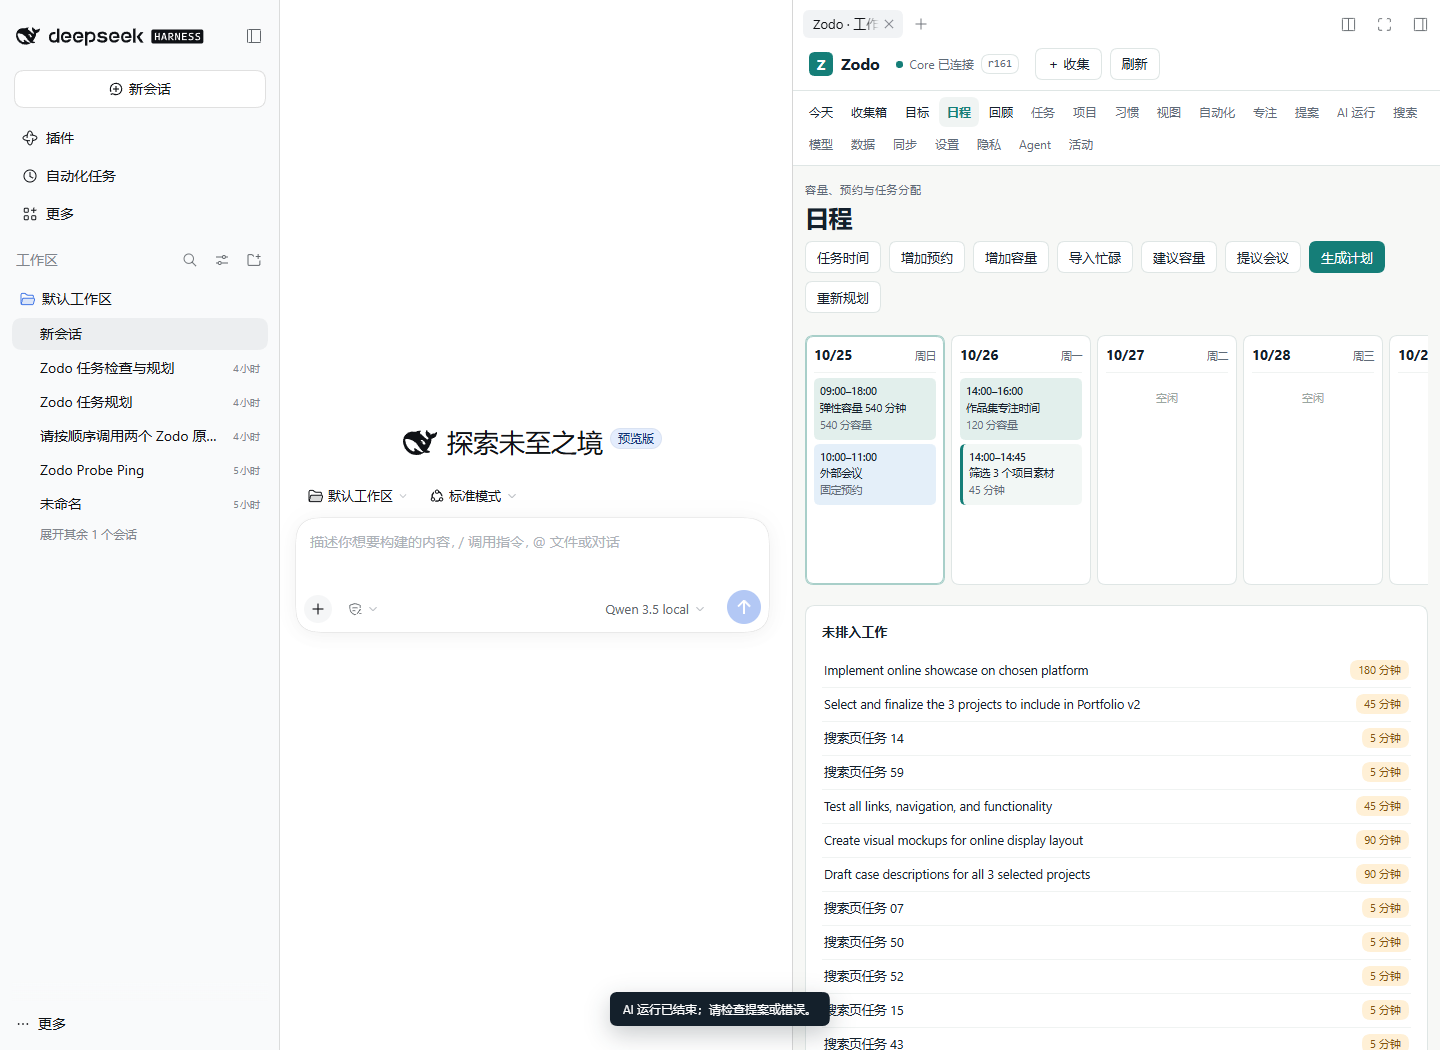 deepseek HARNESS
新会话
插件
自动化任务
更多
工作区
默认工作区
新会话
Zodo 任务检查与规划 4小时
Zodo 任务规划 4小时
请按顺序调用两个 Zodo 原... 4小时
Zodo Probe Ping 5小时
未命名 5小时
展开其余 1 个会话
更多
探索未至之境 预览版
默认工作区 标准模式
描述你想要构建的内容, / 调用指令, @ 文件或对话
Qwen 3.5 local
Zodo · 工作
Z Zodo Core 已连接 r161 + 收集 刷新
今天 收集箱 目标 日程 回顾 任务 项目 习惯 视图 自动化 专注 提案 AI 运行 搜索
模型 数据 同步 设置 隐私 Agent 活动
容量、预约与任务分配
日程
任务时间 增加预约 增加容量 导入忙碌 建议容量 提议会议 生成计划
重新规划
10/25 周日
09:00–18:00
弹性容量 540 分钟
540 分容量
10:00–11:00
外部会议
固定预约
10/26 周一
14:00–16:00
作品集专注时间
120 分容量
14:00–14:45
筛选 3 个项目素材
45 分钟
10/27 周二
空闲
10/28 周三
空闲
10/2
未排入工作
Implement online showcase on chosen platform 180 分钟
Select and finalize the 3 projects to include in Portfolio v2 45 分钟
搜索页任务 14 5 分钟
搜索页任务 59 5 分钟
Test all links, navigation, and functionality 45 分钟
Create visual mockups for online display layout 90 分钟
Draft case descriptions for all 3 selected projects 90 分钟
搜索页任务 07 5 分钟
搜索页任务 50 5 分钟
搜索页任务 52 5 分钟
索页任务 15 5 分钟
搜索页任务 43 5 分钟
AI 运行已结束；请检查提案或错误。